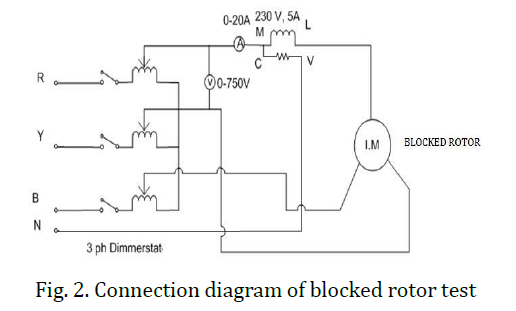 0-20A 230 V, 5A
M L
A
C V
R
V 0-750V
Y
I.M BLOCKED ROTOR
B
N
3 ph Dimmerstat
Fig. 2. Connection diagram of blocked rotor test